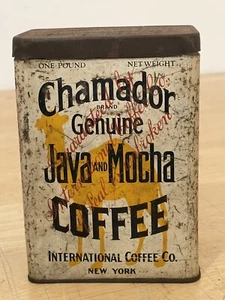 ONE POUND NET WEIGHT
Chamador
BRAND
Genuine
Java AND Mocha
COFFEE
INTERNATIONAL COFFEE CO.
NEW YORK